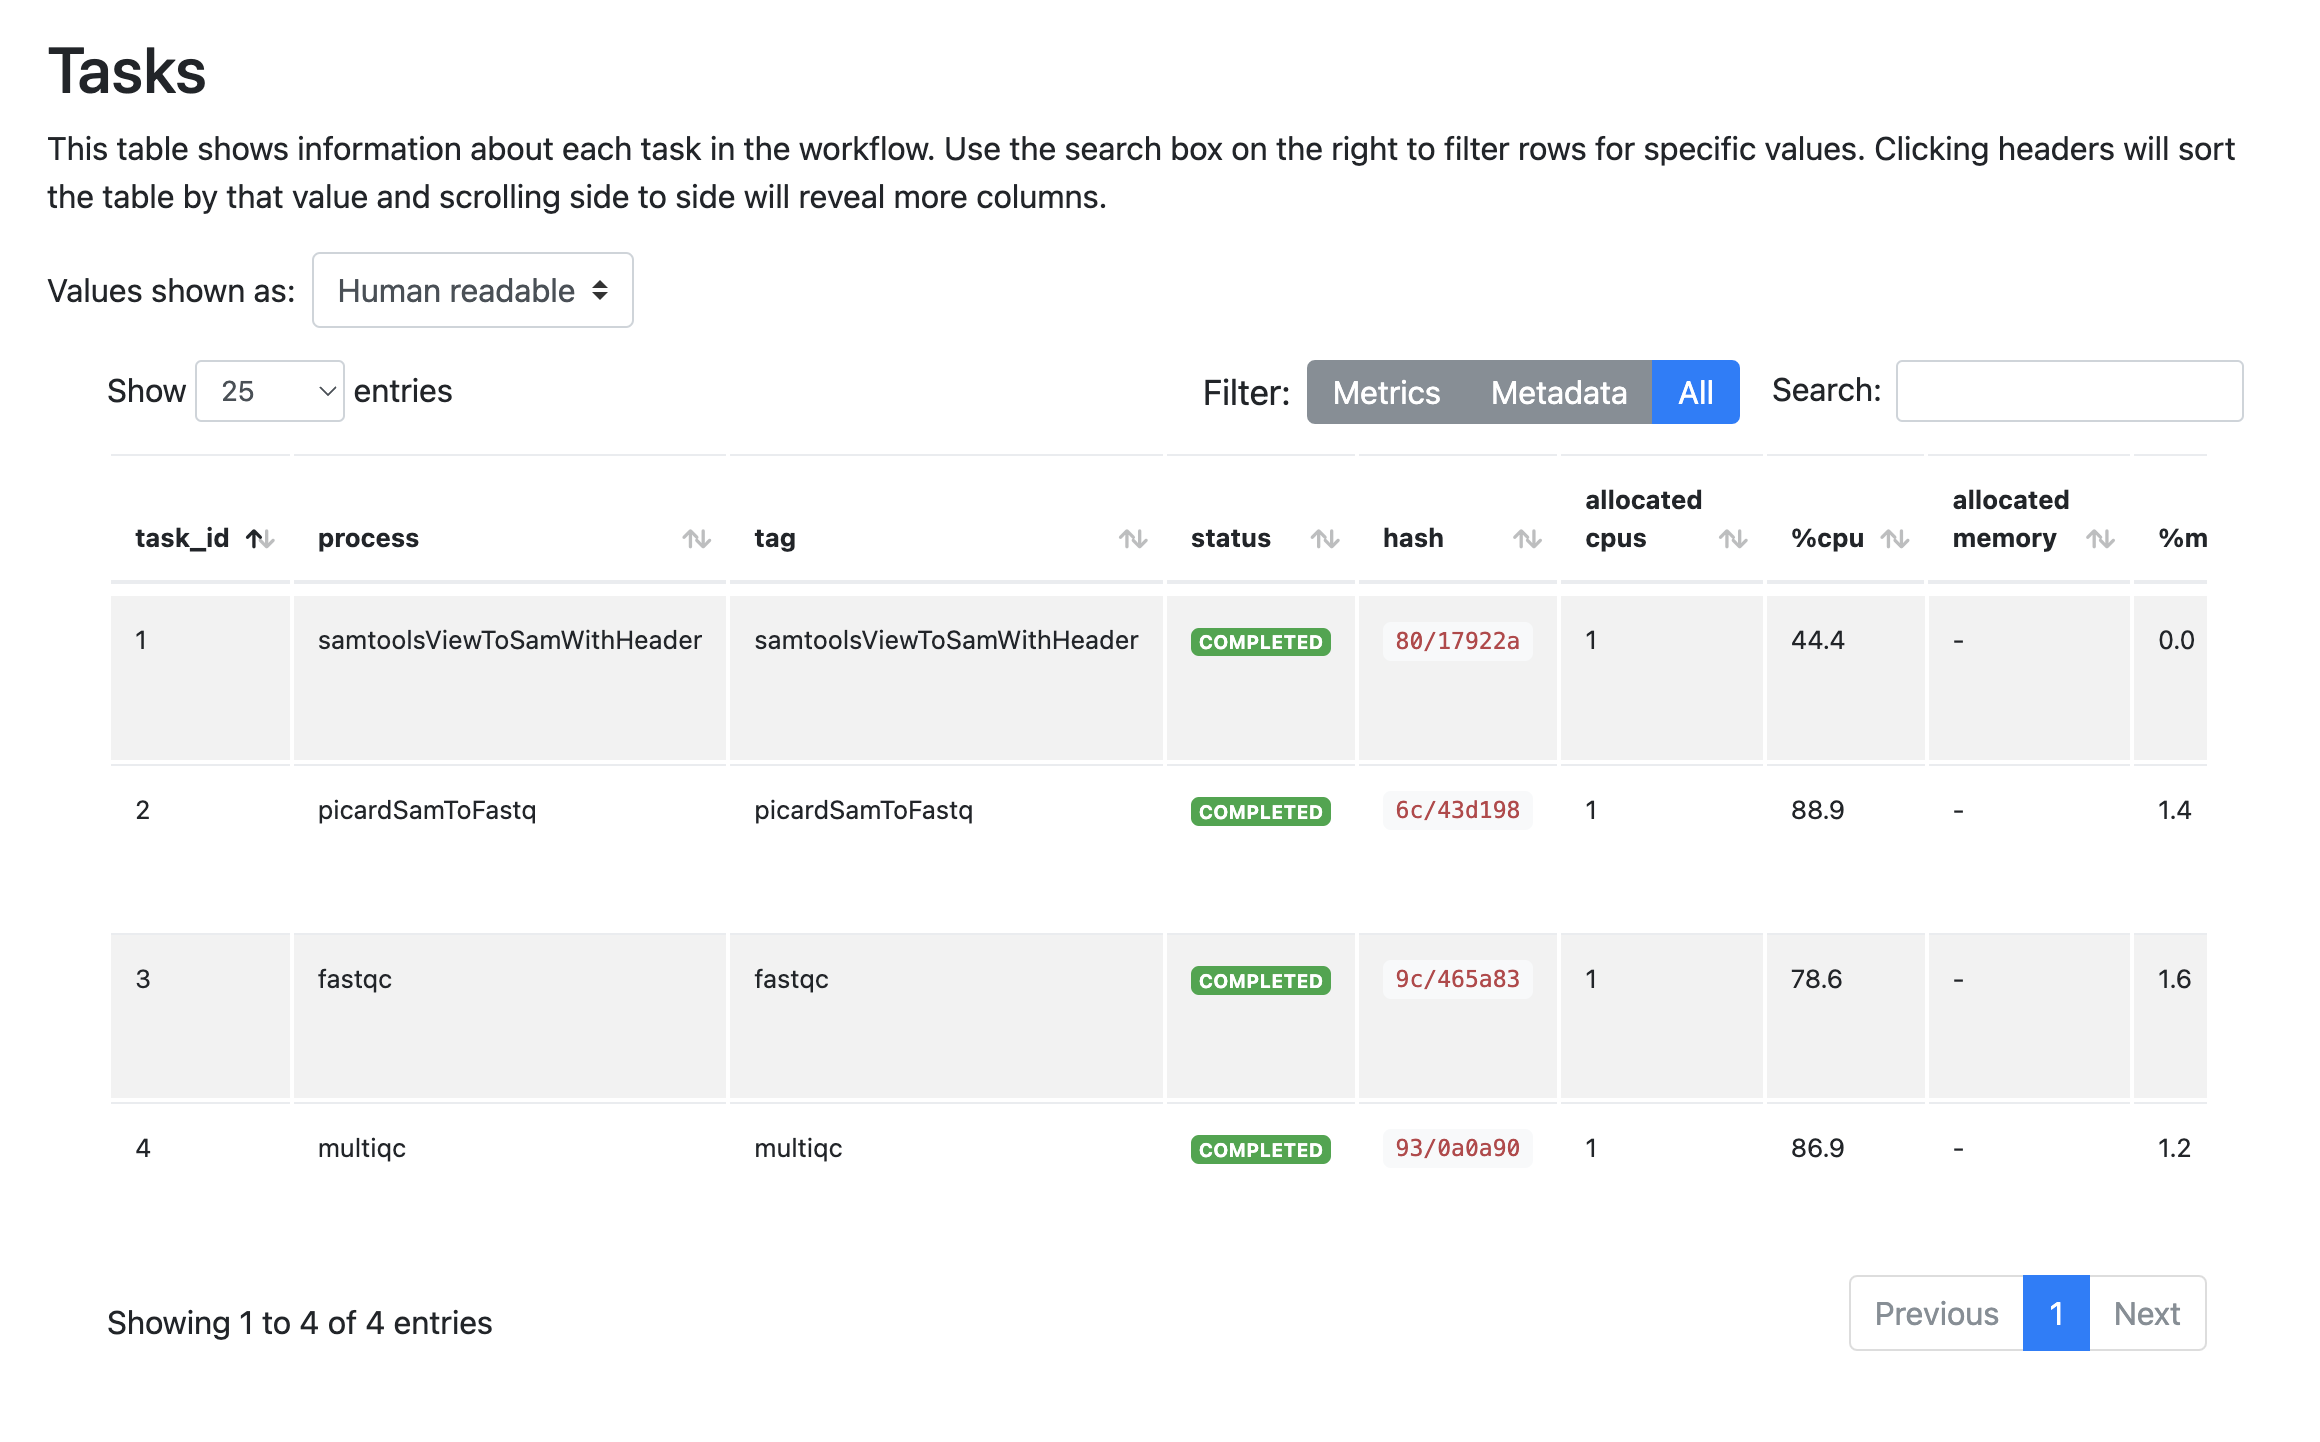 Tasks
This table shows information about each task in the workflow. Use the search box on the right to filter rows for specific values. Clicking headers will sort
the table by that value and scrolling side to side will reveal more columns.
Values shown as: Human readable
Show 25 entries Filter: Metrics Metadata All Search:
task_id process tag status hash allocated cpus %cpu allocated memory %m
1 samtoolsViewToSamWithHeader samtoolsViewToSamWithHeader COMPLETED 80/17922a 1 44.4 - 0.0
2 picardSamToFastq picardSamToFastq COMPLETED 6c/43d198 1 88.9 - 1.4
3 fastqc fastqc COMPLETED 9c/465a83 1 78.6 - 1.6
4 multiqc multiqc COMPLETED 93/0a0a90 1 86.9 - 1.2
Showing 1 to 4 of 4 entries Previous 1 Next